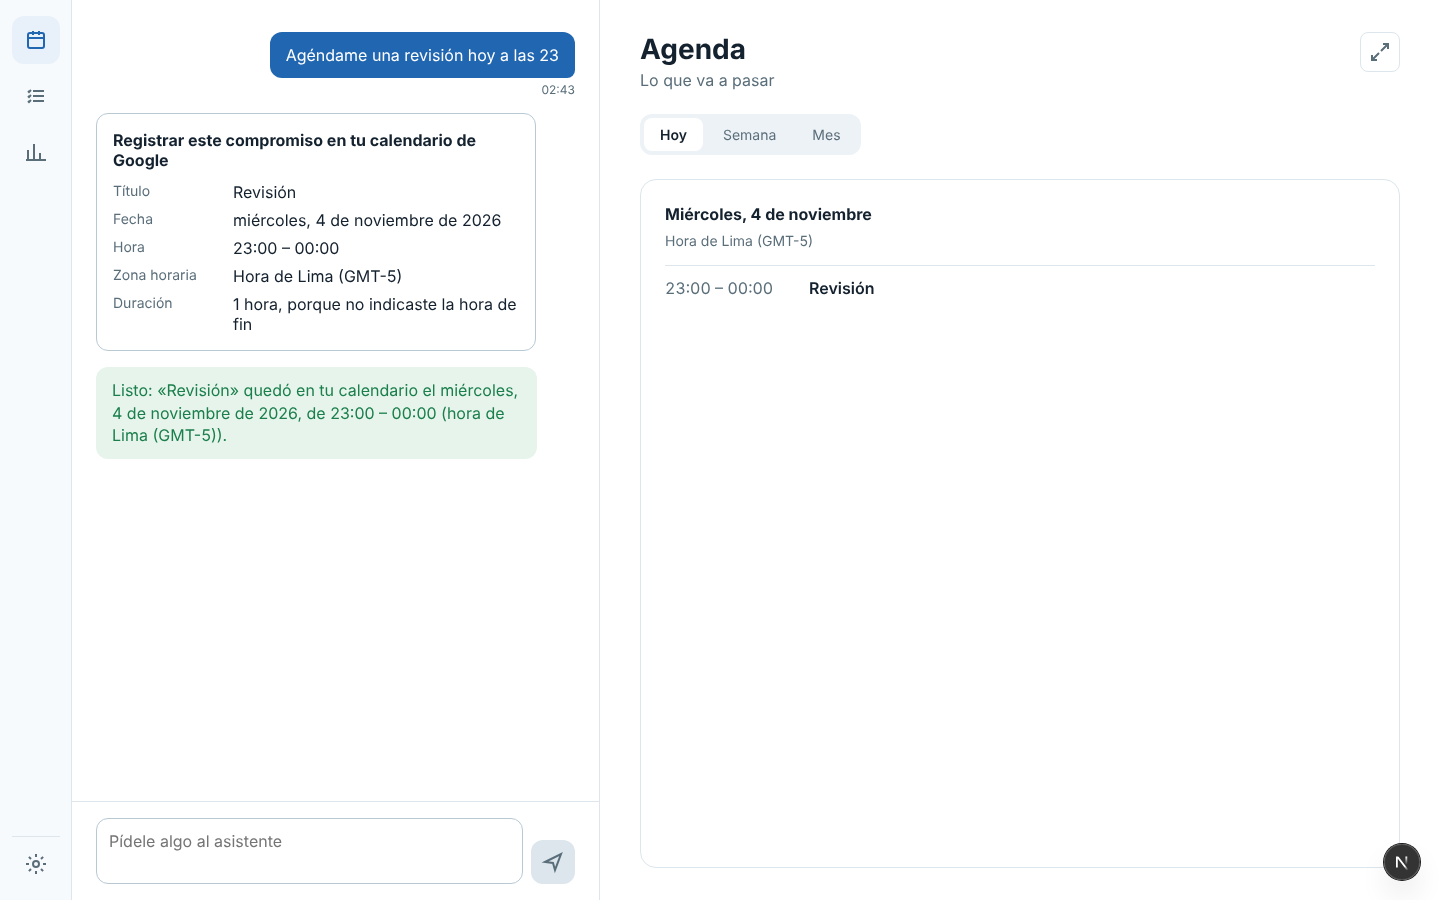 Agéndame una revisión hoy a las 23
02:43
Registrar este compromiso en tu calendario de
Google
Título Revisión
Fecha miércoles, 4 de noviembre de 2026
Hora 23:00 – 00:00
Zona horaria Hora de Lima (GMT-5)
Duración 1 hora, porque no indicaste la hora de
fin
Listo: «Revisión» quedó en tu calendario el miércoles,
4 de noviembre de 2026, de 23:00 – 00:00 (hora de
Lima (GMT-5)).
Pídele algo al asistente
Agenda
Lo que va a pasar
Hoy Semana Mes
Miércoles, 4 de noviembre
Hora de Lima (GMT-5)
23:00 – 00:00 Revisión
N